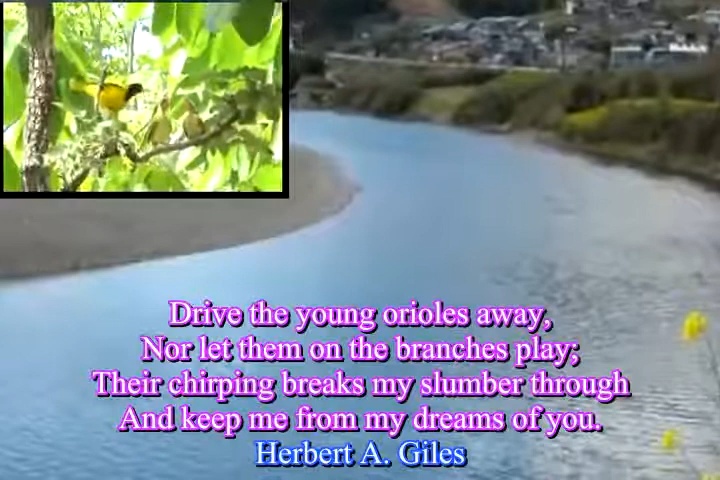 Drive the young orioles away,
Nor let them on the branches play;
Their chirping breaks my slumber through
And keep me from my dreams of you.
Herbert A. Giles